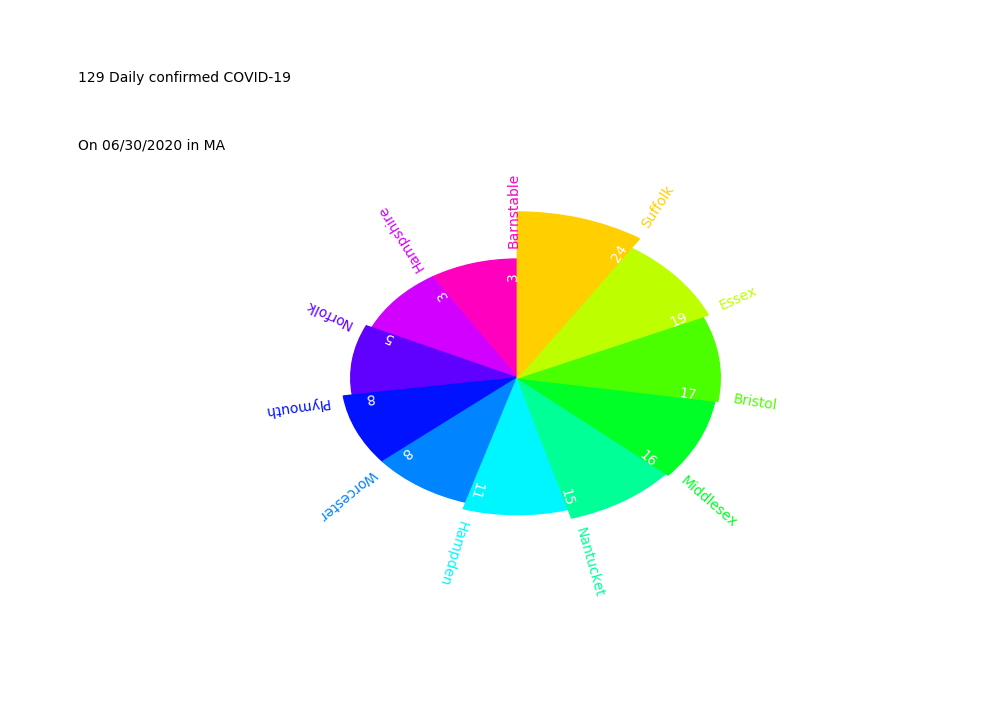 129 Daily confirmed COVID-19
On 06/30/2020 in MA
Suffolk
24
Essex
19
Bristol
17
Middlesex
16
Nantucket
15
Hampden
11
Worcester
8
Plymouth
8
Norfolk
5
Hampshire
3
Barnstable
3